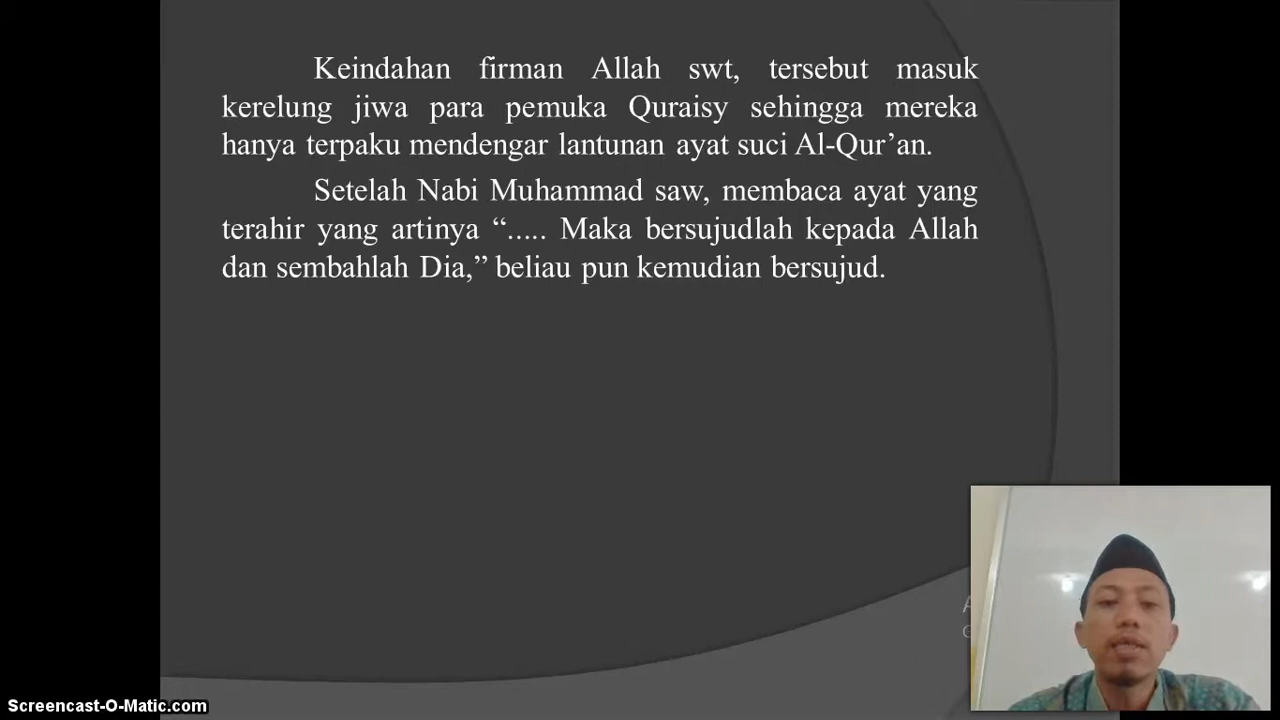 Keindahan firman Allah swt, tersebut masuk
kerelung jiwa para pemuka Quraisy sehingga mereka
hanya terpaku mendengar lantunan ayat suci Al-Qur’an.
Setelah Nabi Muhammad saw, membaca ayat yang
terahir yang artinya “..... Maka bersujudlah kepada Allah
dan sembahlah Dia,” beliau pun kemudian bersujud.
Screencast-O-Matic.com